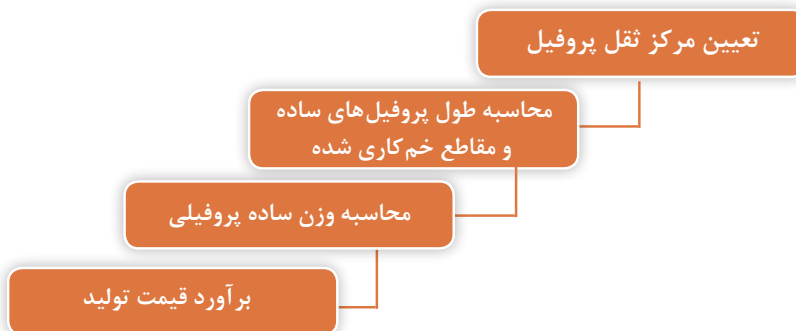 تعیین مرکز ثقل پروفیل
محاسبه طول پروفیل‌های ساده
و مقاطع خم‌کاری شده
محاسبه وزن ساده پروفیلی
برآورد قیمت تولید